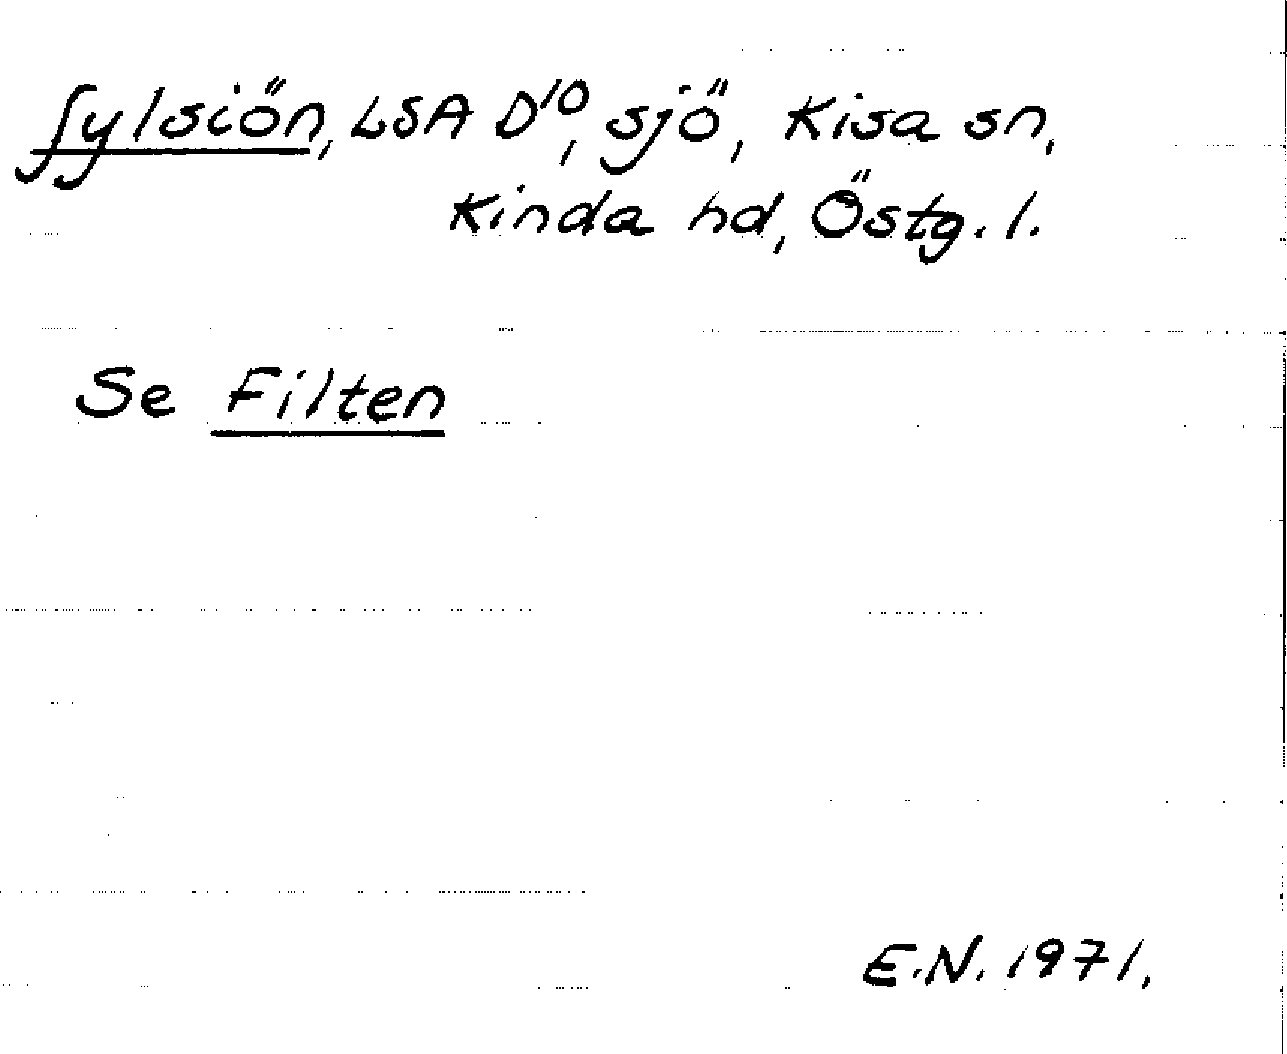 fylsiön, LSA D10, sjö, Kisa sn,
Kinda hd, Östg. l.
Se Filten
E.N. 1971.